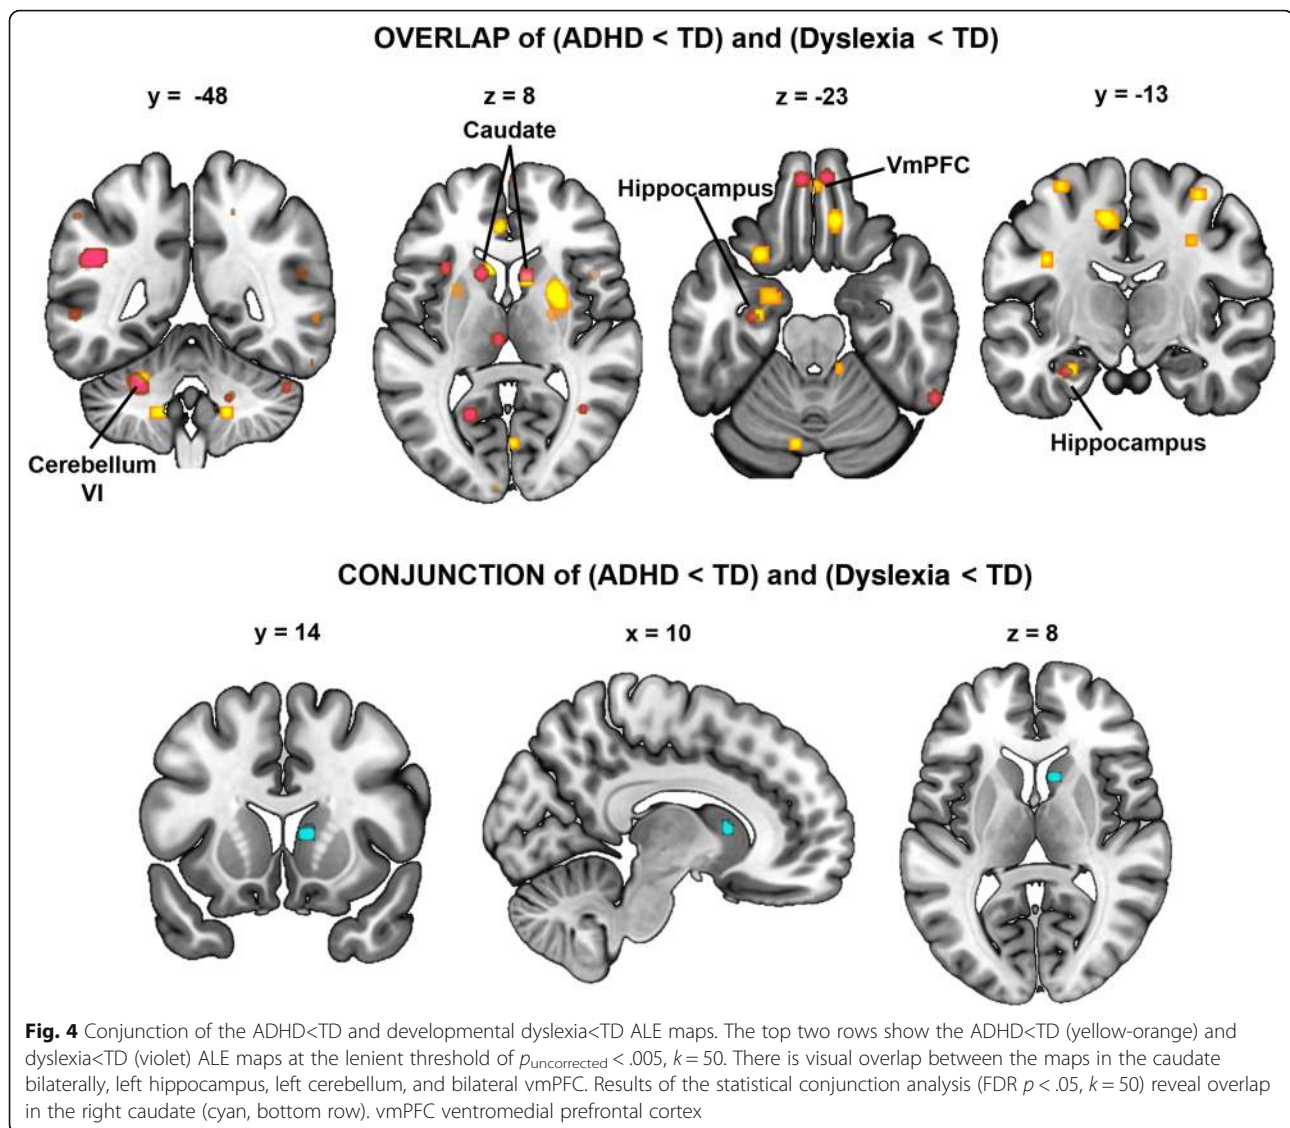 OVERLAP of (ADHD < TD) and (Dyslexia < TD)
y = -48
z = 8
z = -23
y = -13
Caudate
VmPFC
Hippocampus
Cerebellum
VI
Hippocampus
CONJUNCTION of (ADHD < TD) and (Dyslexia < TD)
y = 14
x = 10
z = 8
Fig. 4 Conjunction of the ADHD<TD and developmental dyslexia<TD ALE maps. The top two rows show the ADHD<TD (yellow-orange) and
dyslexia<TD (violet) ALE maps at the lenient threshold of puncorrected < .005, k = 50. There is visual overlap between the maps in the caudate
bilaterally, left hippocampus, left cerebellum, and bilateral vmPFC. Results of the statistical conjunction analysis (FDR p < .05, k = 50) reveal overlap
in the right caudate (cyan, bottom row). vmPFC ventromedial prefrontal cortex